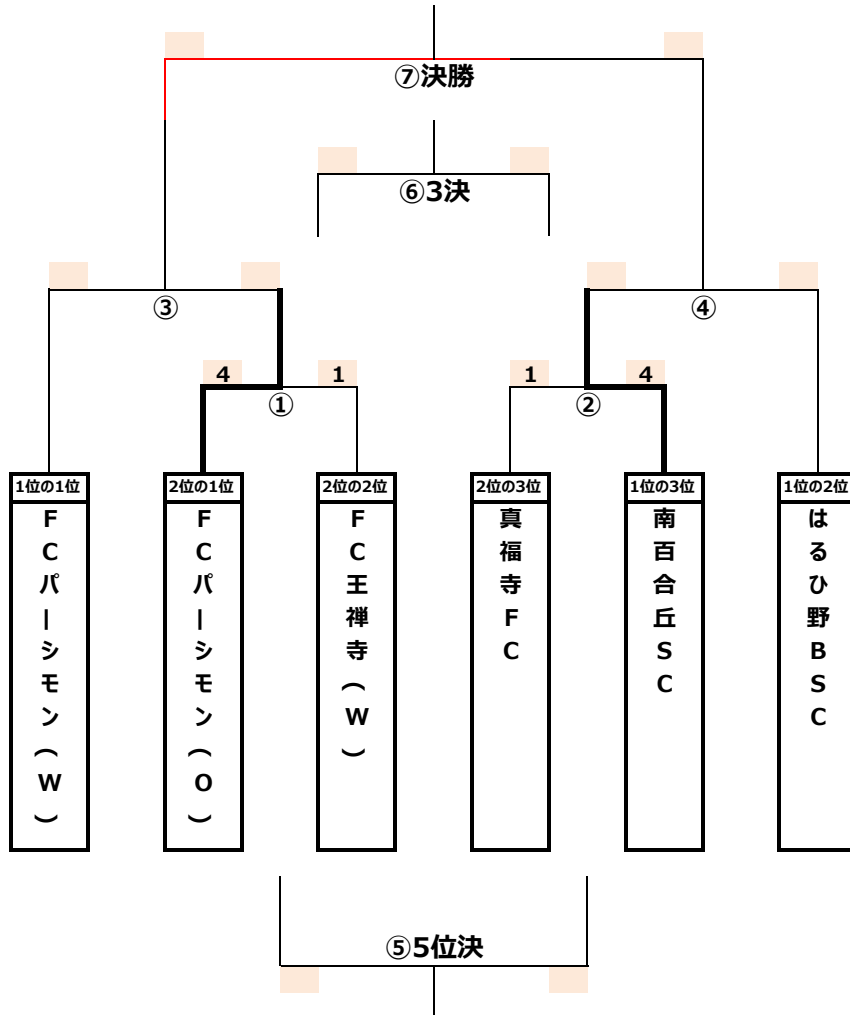 ⑦決勝
⑥3決
③
④
4
1
1
4
①
②
1位の1位
2位の1位
2位の2位
2位の3位
1位の3位
1位の2位
FCパーシモン(W)
FCパーシモン(O)
FC王禅寺(W)
真福寺FC
南百合丘SC
はるひ野BSC
⑤5位決